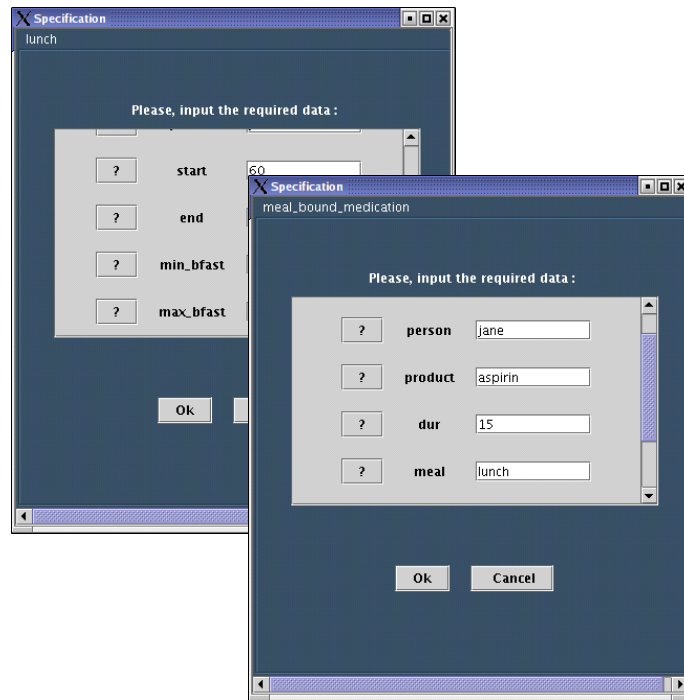 Specification
lunch
Please, input the required data :
? start 60
? end
? min_bfast
? max_bfast
Ok
Specification
meal_bound_medication
Please, input the required data :
? person jane
? product aspirin
? dur 15
? meal lunch
Ok Cancel